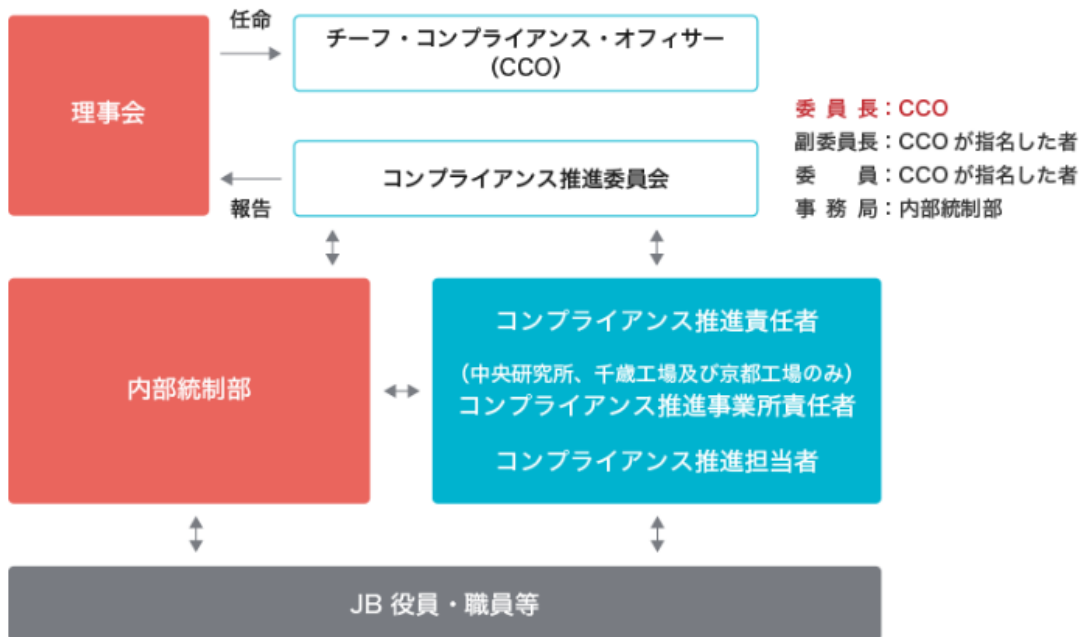 任命
チーフ・コンプライアンス・オフィサー
(CCO)
理事会
委員長：CCO
副委員長：CCO が指名した者
委　　員：CCO が指名した者
事務局：内部統制部
コンプライアンス推進委員会
報告
コンプライアンス推進責任者
（中央研究所、千歳工場及び京都工場のみ）
コンプライアンス推進事業所責任者
コンプライアンス推進担当者
内部統制部
JB 役員・職員等